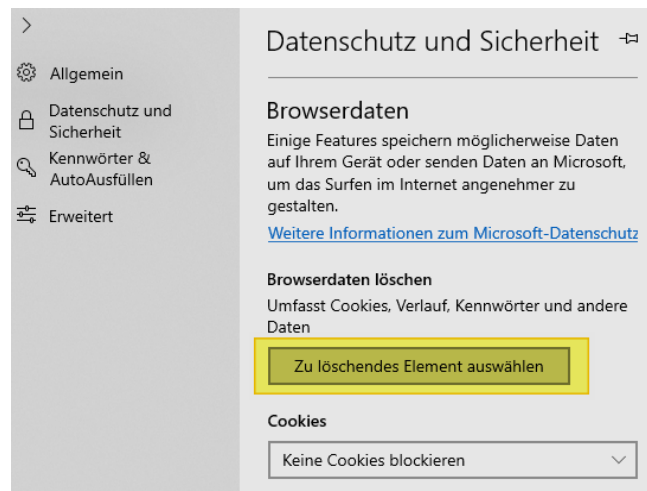 Allgemein
Datenschutz und
Sicherheit
Kennwörter &
AutoAusfüllen
Erweitert
Datenschutz und Sicherheit
Browserdaten
Einige Features speichern möglicherweise Daten
auf Ihrem Gerät oder senden Daten an Microsoft,
um das Surfen im Internet angenehmer zu
gestalten.
Weitere Informationen zum Microsoft-Datenschutz
Browserdaten löschen
Umfasst Cookies, Verlauf, Kennwörter und andere
Daten
Zu löschendes Element auswählen
Cookies
Keine Cookies blockieren